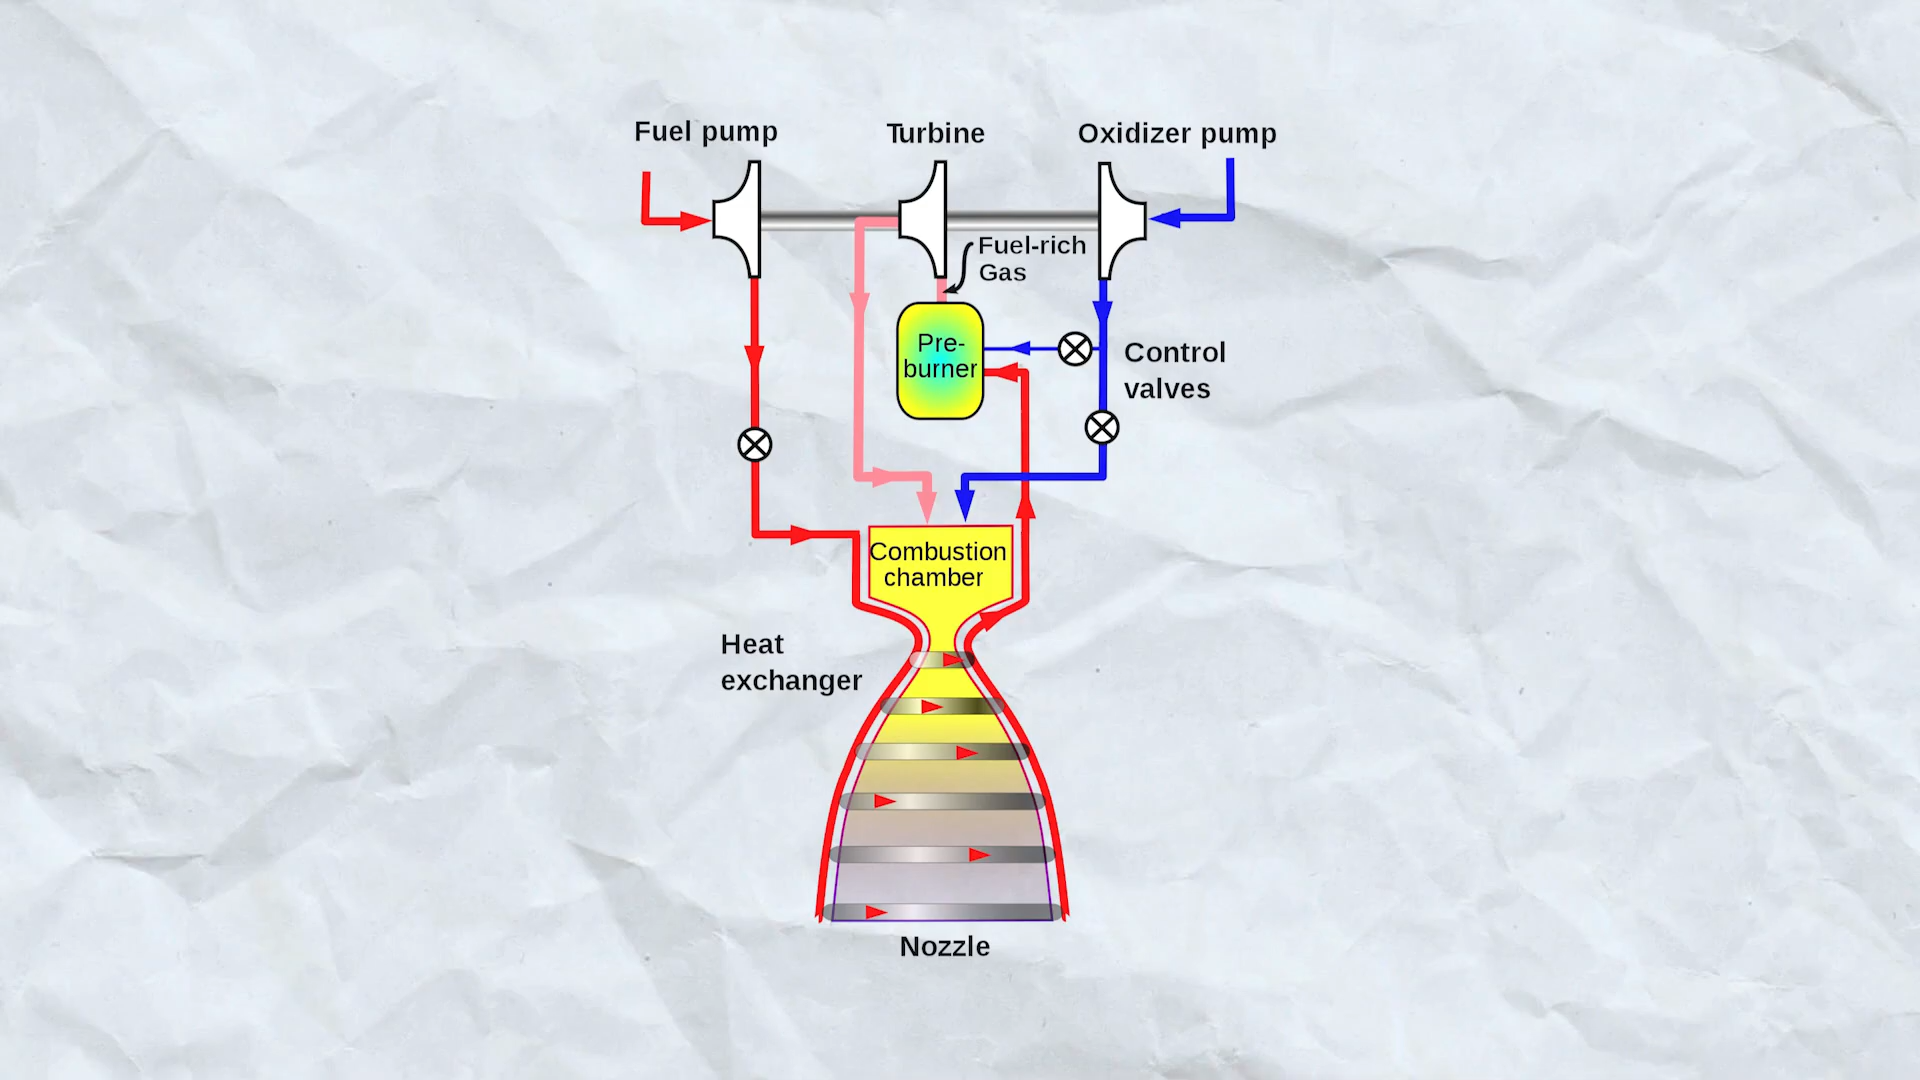 Fuel pump
Turbine
Oxidizer pump
Fuel-rich
Gas
Pre-
burner
Control
valves
Combustion
chamber
Heat
exchanger
Nozzle